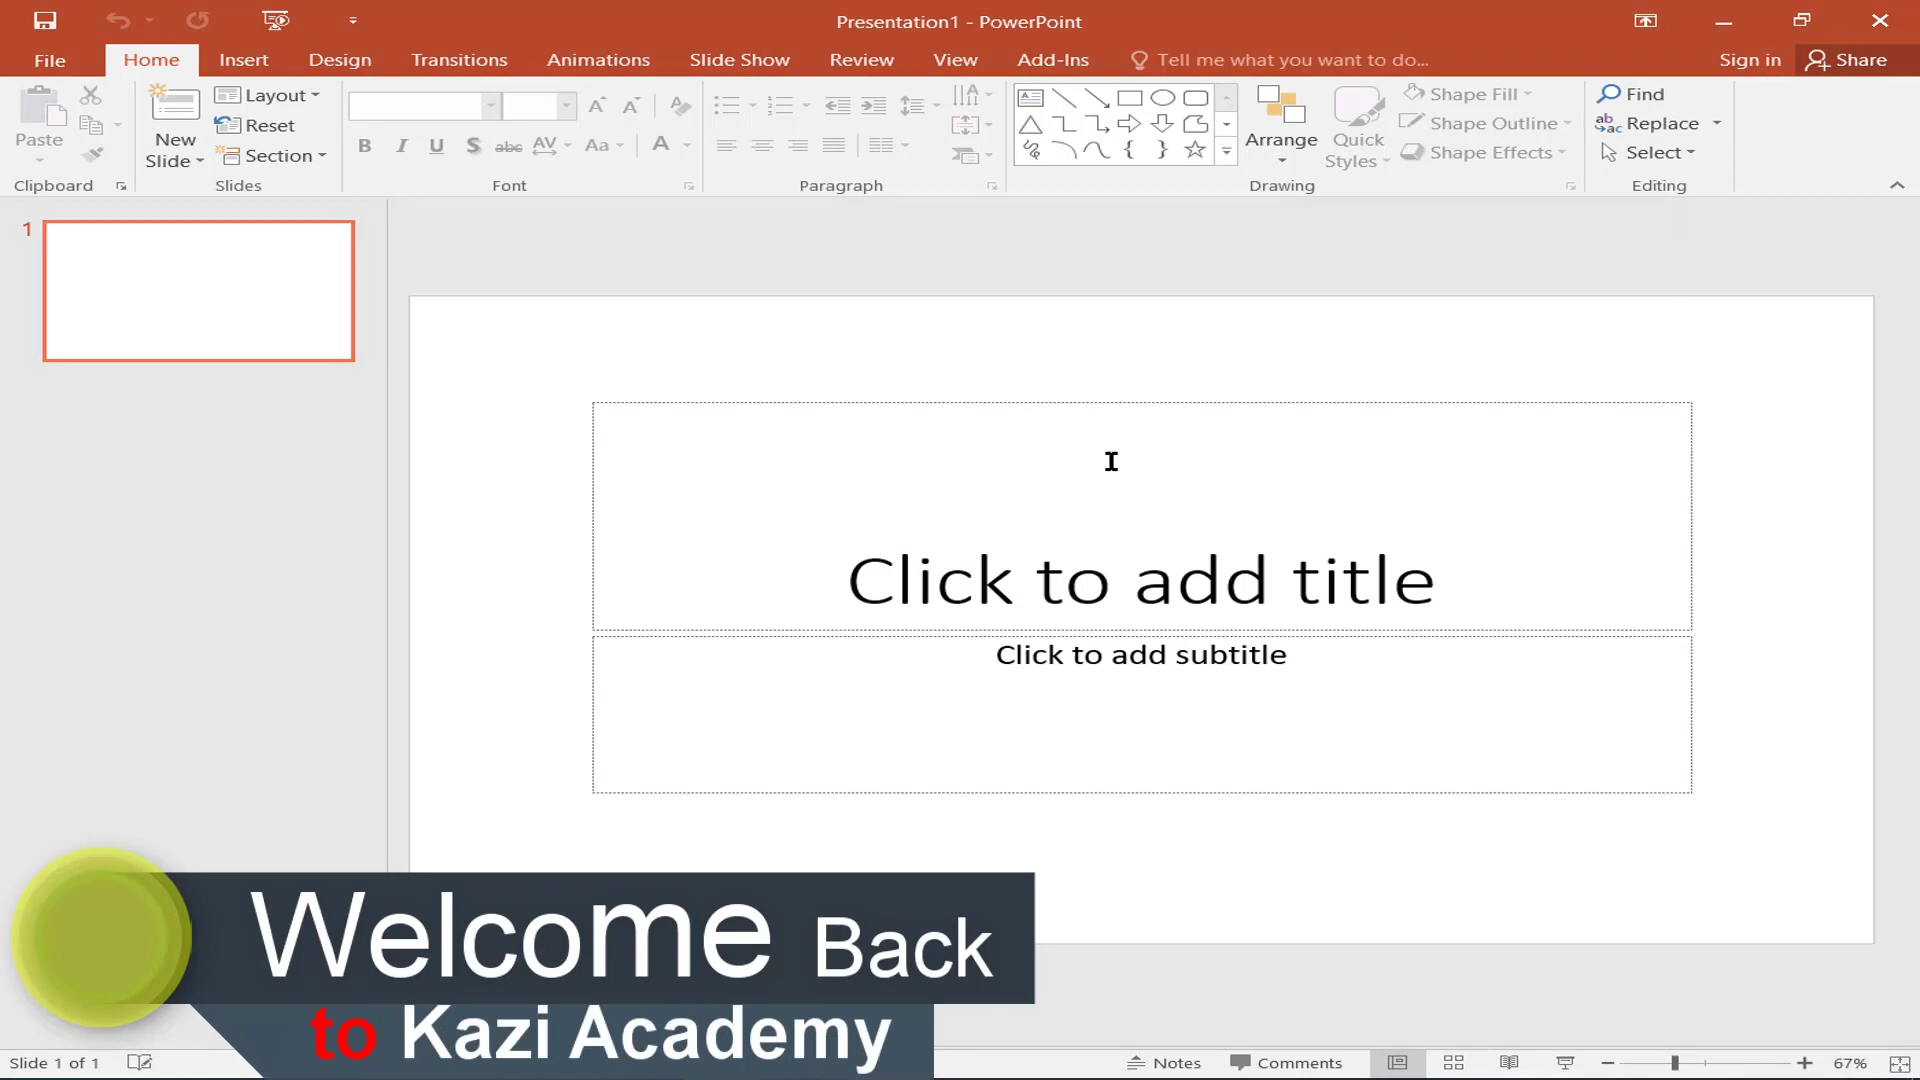 Presentation1 - PowerPoint
File Home Insert Design Transitions Animations Slide Show Review View Add-Ins Tell me what you want to do... Sign in Share
Paste
New Slide
Layout
Reset
Section
B I U S abc AV Aa A
Arrange
Quick Styles
Shape Fill
Shape Outline
Shape Effects
Find
Replace
Select
Clipboard Slides Font Paragraph Drawing Editing
1
Click to add title
Click to add subtitle
Welcome Back
to Kazi Academy
Slide 1 of 1 Notes Comments 67%